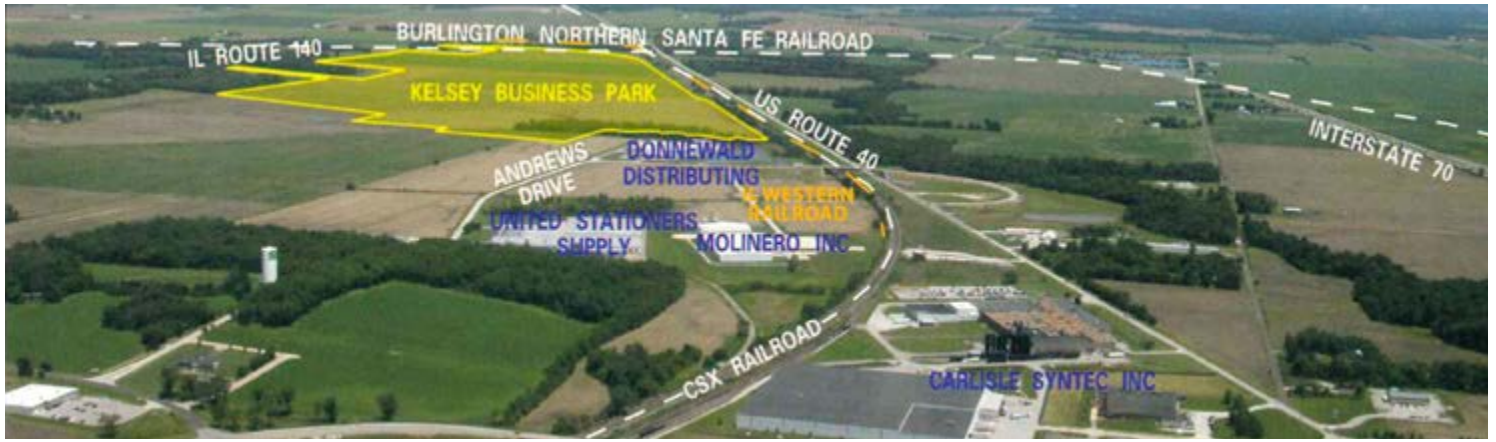 BURLINGTON NORTHERN SANTA FE RAILROAD
IL ROUTE 140
KELSEY BUSINESS PARK
US ROUTE 40
INTERSTATE 70
ANDREWS
DRIVE
DONNEWALD
DISTRIBUTING
WESTERN
RAILROAD
UNITED STATIONERS
SUPPLY
MOLINERO INC
CSX RAILROAD
CARLISLE SYNTEC INC